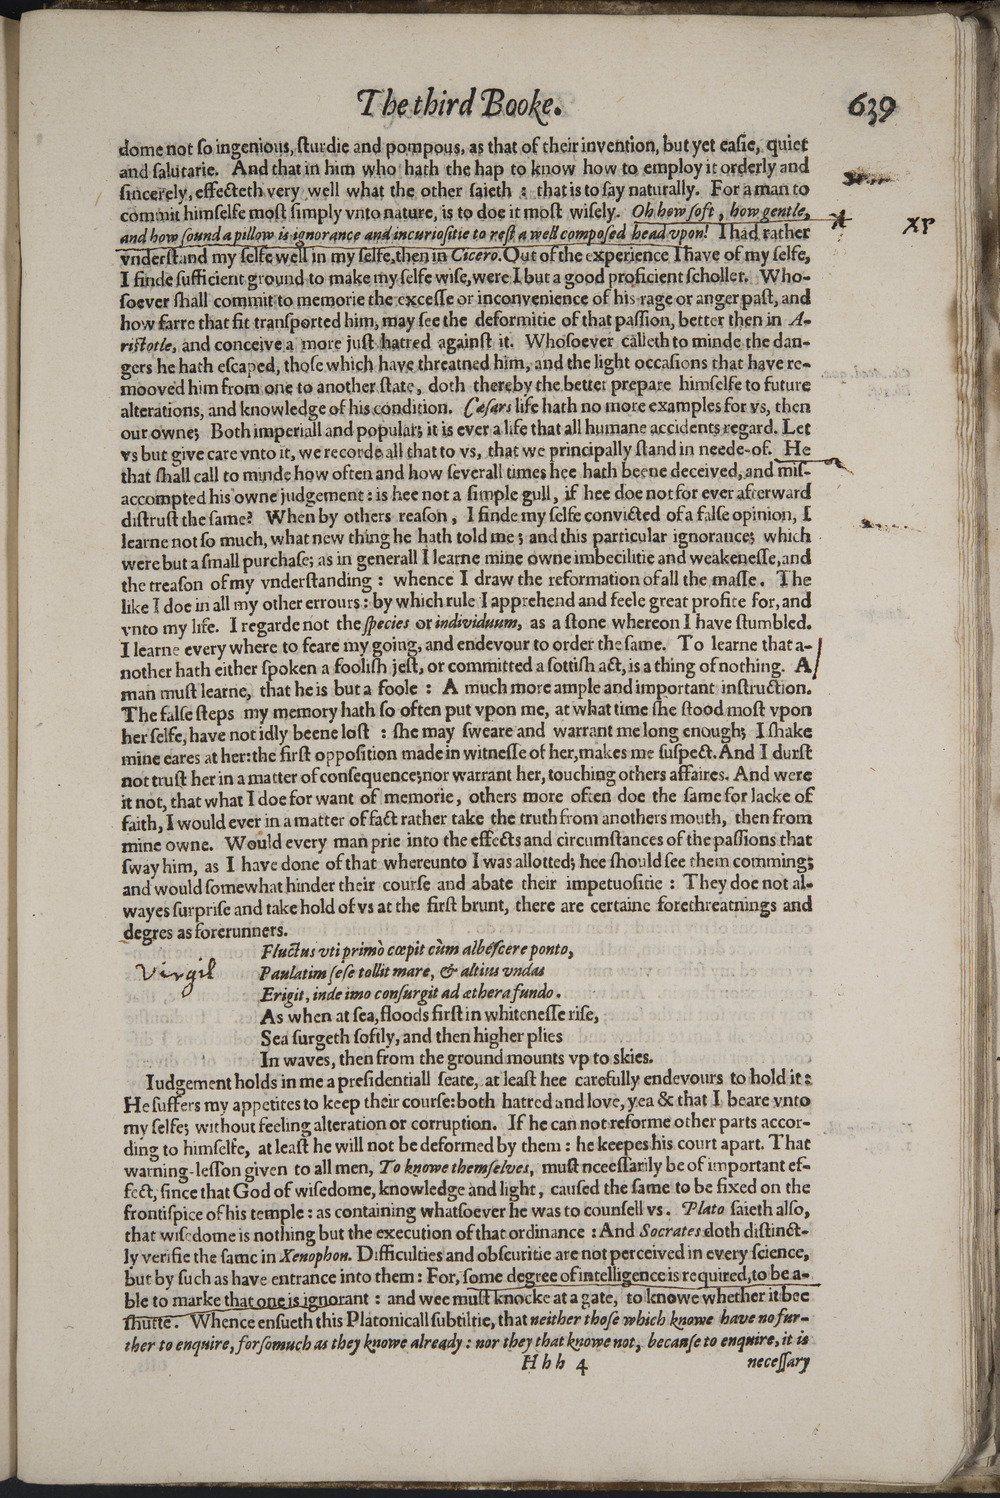 The third Booke. 639
dome not ſo ingenious, ſturdie and pompous, as that of their invention, but yet eaſie, quiet
and ſalutarie. And that in him who hath the hap to know how to employ it orderly and
ſincerely, effecteth very well what the other ſaieth : that is to ſay naturally. For a man to
commit himſelfe moſt ſimply vnto nature, is to doe it moſt wiſely. Oh how ſoft, how gentle,
and how ſound a pillow is ignorance and incurioſitie to reſt a well compoſed head vpon! I had rather
vnderſtand my ſelfe well in my ſelfe, then in Cicero. Out of the experience I have of my ſelfe,
I finde ſufficient ground to make my ſelfe wiſe, were I but a good proficient ſcholler. Who-
ſoever ſhall commit to memorie the exceſſe or inconvenience of his rage or anger paſt, and
how farre that fit tranſported him, may ſee the deformitie of that paſſion, better then in A-
riſtotle, and conceive a more juſt hatred againſt it. Whoſoever calleth to minde the dan-
gers he hath eſcaped, thoſe which have threatned him, and the light occaſions that have re-
mooved him from one to another ſtate, doth thereby the better prepare himſelfe to future
alterations, and knowledge of his condition. Cæſars life hath no more examples for vs, then
our owne; Both imperiall and popular; it is ever a life that all humane accidents regard. Let
vs but give eare vnto it, we recorde all that to vs, that we principally ſtand in neede-of. He
that ſhall call to minde how often and how ſeverall times hee hath beene deceived, and miſ-
accompted his owne judgement : is hee not a ſimple gull, if hee doe not for ever afterward
diſtruſt the ſame? When by others reaſon, I finde my ſelfe convicted of a falſe opinion, I
learne not ſo much, what new thing he hath told me ; and this particular ignorance; which
were but a ſmall purchaſe; as in generall I learne mine owne imbecilitie and weakeneſſe, and
the treaſon of my vnderſtanding : whence I draw the reformation of all the maſſe. The
like I doe in all my other errours : by which rule I apprehend and feele great profite for, and
vnto my life. I regarde not the ſpecies or individuum, as a ſtone whereon I have ſtumbled.
I learne every where to feare my going, and endevour to order the ſame. To learne that a-
nother hath either ſpoken a fooliſh jeſt, or committed a ſottiſh act, is a thing of nothing. A
man muſt learne, that he is but a foole : A much more ample and important inſtruction.
The falſe ſteps my memory hath ſo often put vpon me, at what time ſhe ſtood moſt vpon
her ſelfe, have not idly beene loſt : ſhe may ſweare and warrant me long enough; I ſhake
mine eares at her: the firſt oppoſition made in witneſſe of her, makes me ſuſpect. And I durſt
not truſt her in a matter of conſequence; nor warrant her, touching others affaires. And were
it not, that what I doe for want of memorie, others more often doe the ſame for lacke of
faith, I would ever in a matter of fact rather take the truth from anothers mouth, then from
mine owne. Would every man prie into the effects and circumſtances of the paſſions that
ſway him, as I have done of that whereunto I was allotted; hee ſhould ſee them comming;
and would ſomewhat hinder their courſe and abate their impetuoſitie : They doe not al-
wayes ſurpriſe and take hold of vs at the firſt brunt, there are certaine forethreatnings and
degres as forerunners.
Fluctus vti primò cœpit cùm albéſcere ponto,
Virgil
Paulatim ſeſe tollit mare, & altius vndas
Erigit, inde imo conſurgit ad æthera fundo.
As when at ſea, floods firſt in whiteneſſe riſe,
Sea ſurgeth ſoftly, and then higher plies
In waves, then from the ground mounts vp to skies.
Iudgement holds in me a preſidentiall ſeate, at leaſt hee carefully endevours to hold it :
He ſuffers my appetites to keep their courſe: both hatred and love, yea & that I beare vnto
my ſelfe; without feeling alteration or corruption. If he can not reforme other parts accor-
ding to himſelfe, at leaſt he will not be deformed by them : he keepes his court apart. That
warning-leſſon given to all men, To knowe themſelves, muſt nceeſſarily be of important ef-
fect, ſince that God of wiſedome, knowledge and light, cauſed the ſame to be fixed on the
frontiſpice of his temple : as containing whatſoever he was to counſell vs. Plato ſaieth alſo,
that wiſedome is nothing but the execution of that ordinance : And Socrates doth diſtinct-
ly verifie the ſame in Xenophon. Difficulties and obſcuritie are not perceived in every ſcience,
but by ſuch as have entrance into them : For, ſome degree of intelligence is required, to be a-
ble to marke that one is ignorant : and wee muſt knocke at a gate, to knowe whether it bee
ſhutte. Whence enſueth this Platonicall ſubtiltie, that neither thoſe which knowe have no fur-
ther to enquire, forſomuch as they knowe already : nor they that knowe not, becanſe to enquire, it is
Hhh 4 neceſſary